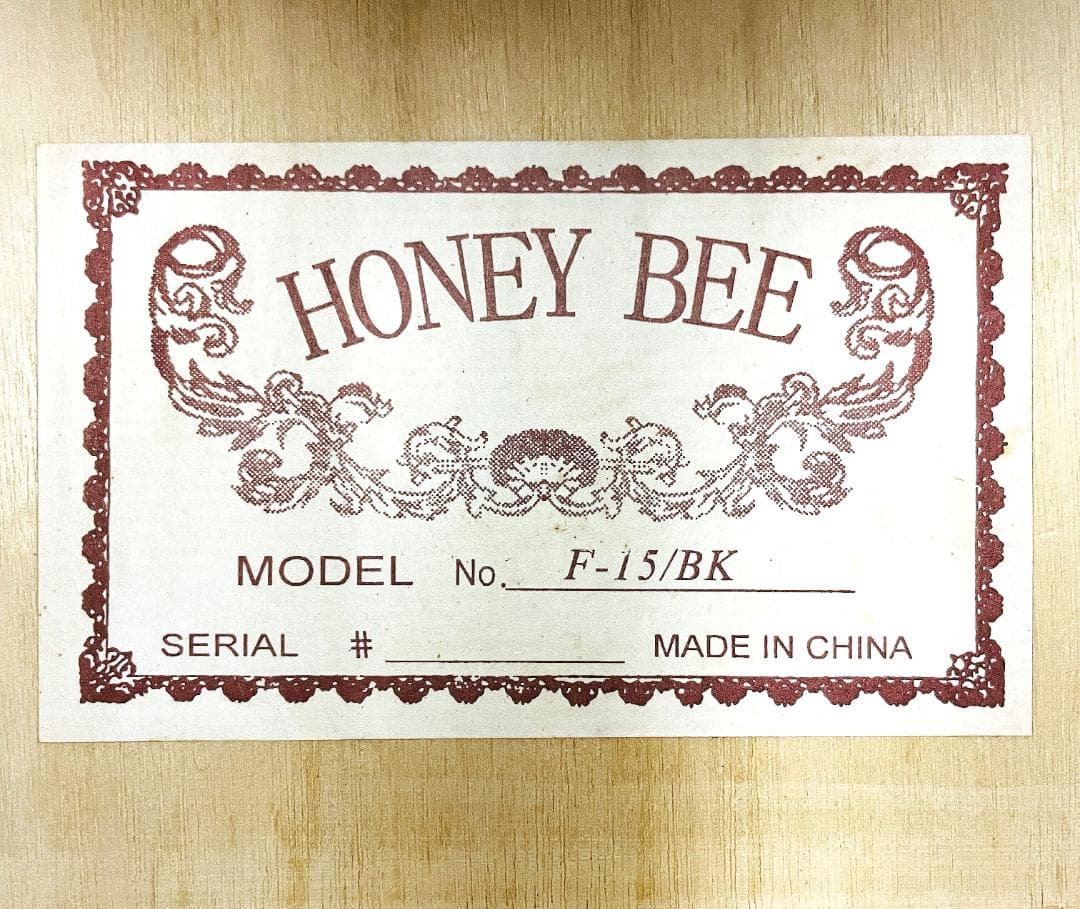 HONEY BEE
MODEL No. F-15/BK
SERIAL # MADE IN CHINA